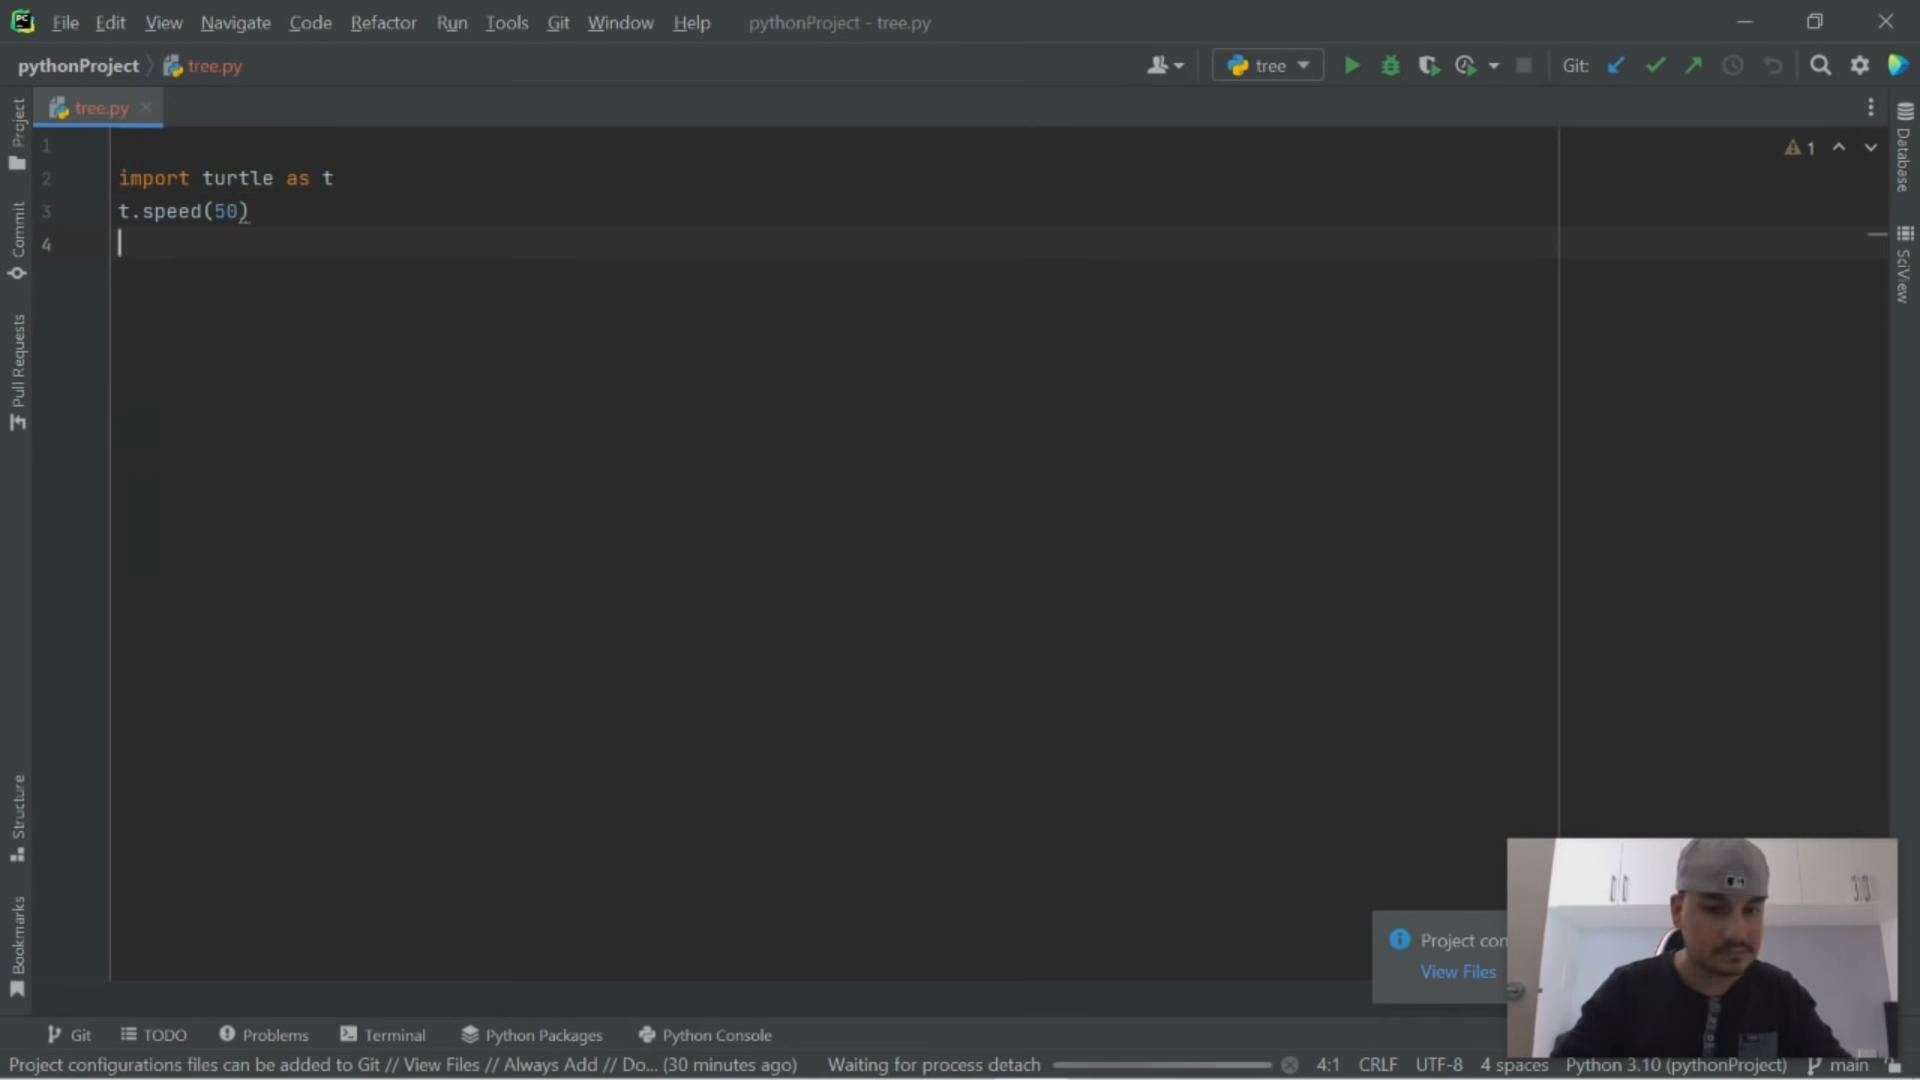 PC File Edit View Navigate Code Refactor Run Tools Git Window Help pythonProject - tree.py
pythonProject tree.py tree Git:
tree.py
1
2 import turtle as t
3 t.speed(50)
4
1
Project
Commit
Pull Requests
Structure
Bookmarks
Database
SciView
Project con
View Files
Git TODO Problems Terminal Python Packages Python Console
Project configurations files can be added to Git // View Files // Always Add // Do... (30 minutes ago) Waiting for process detach 4:1 CRLF UTF-8 4 spaces Python 3.10 (pythonProject) main